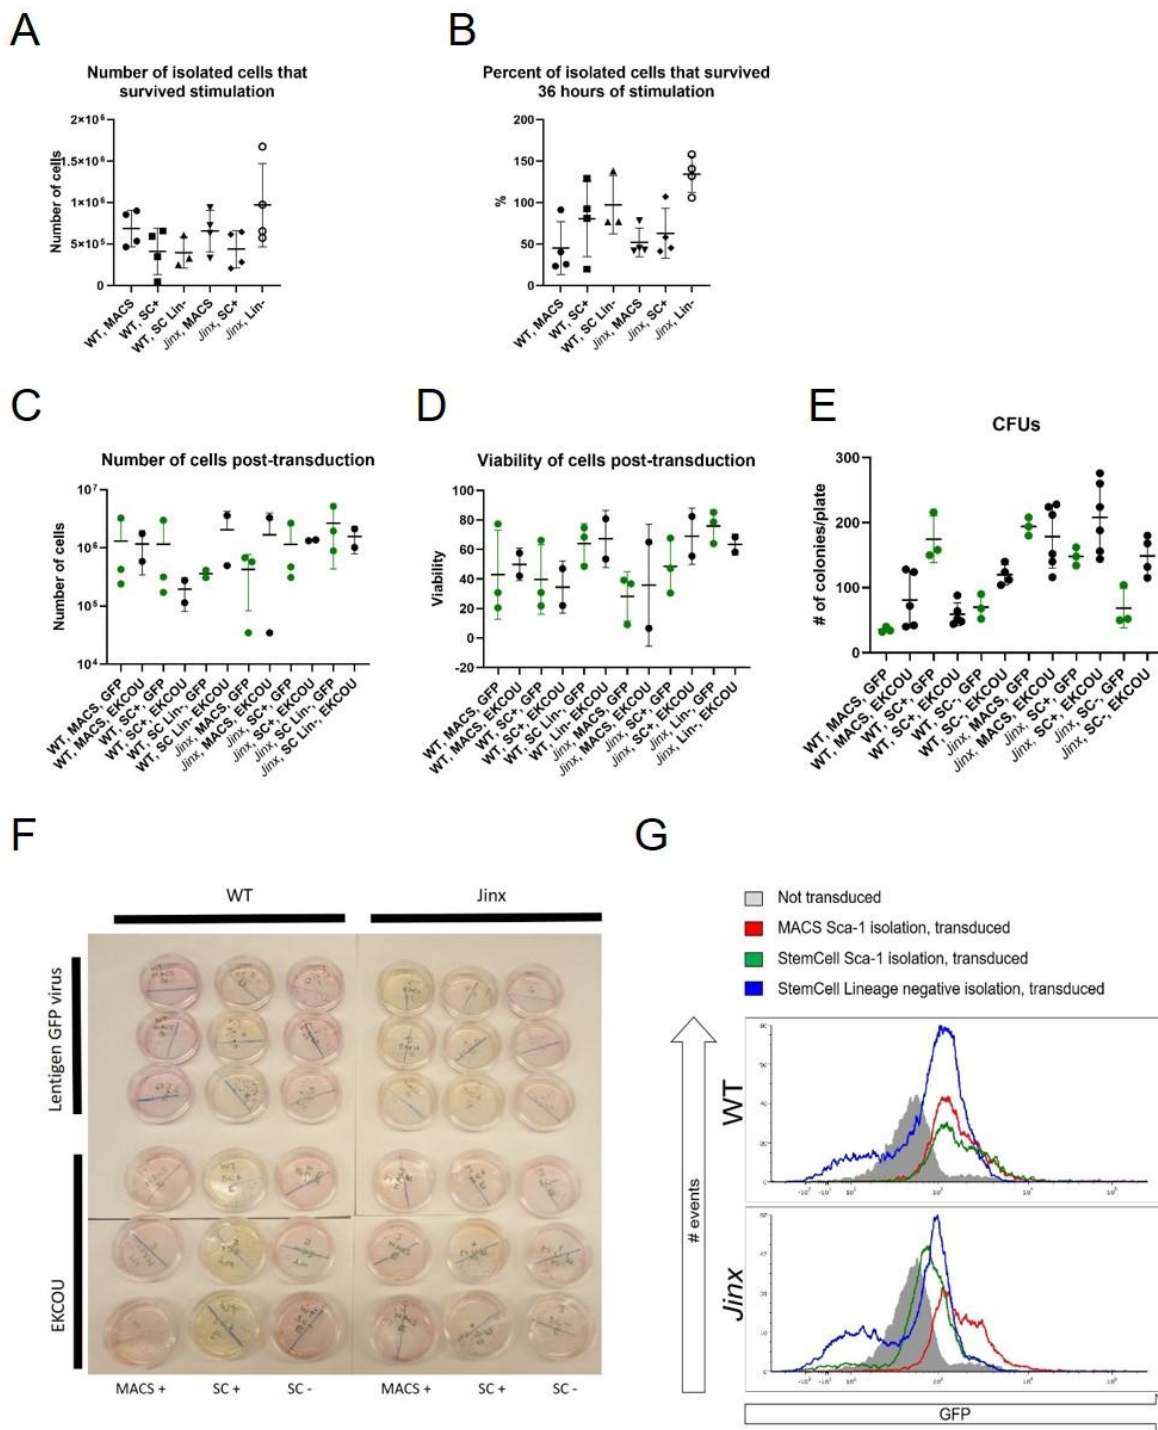 A
B
Number of isolated cells that
survived stimulation
Percent of isolated cells that survived
36 hours of stimulation
Number of cells
2×10⁶
1.5×10⁶
1×10⁶
5×10⁵
0
WT, MACS
WT, SC+
WT, SC Lin-
Jinx, MACS
Jinx, SC+
Jinx, Lin-
%
200
150
100
50
0
WT, MACS
WT, SC+
WT, SC Lin-
Jinx, MACS
Jinx, SC+
Jinx, Lin-
C
D
E
Number of cells post-transduction
Number of cells
10⁷
10⁶
10⁵
10⁴
WT, MACS, GFP
WT, MACS, EKCOU
WT, SC+, GFP
WT, SC+, EKCOU
WT, SC Lin-, GFP
WT, SC Lin-, EKCOU
Jinx, MACS, GFP
Jinx, MACS, EKCOU
Jinx, SC+, GFP
Jinx, SC+, EKCOU
Jinx, SC Lin-, GFP
Jinx, SC Lin-, EKCOU
Viability of cells post-transduction
Viability
100
80
60
40
20
0
-20
WT, MACS, GFP
WT, MACS, EKCOU
WT, SC+, GFP
WT, SC+, EKCOU
WT, SC Lin-, GFP
WT, Lin-, EKCOU
Jinx, MACS, GFP
Jinx, MACS, EKCOU
Jinx, SC+, GFP
Jinx, SC+, EKCOU
Jinx, Lin-, GFP
Jinx, Lin-, EKCOU
CFUs
# of colonies/plate
300
200
100
0
WT, MACS, GFP
WT, MACS, EKCOU
WT, SC+, GFP
WT, SC+, EKCOU
WT, SC-, GFP
WT, SC-, EKCOU
Jinx, MACS, GFP
Jinx, MACS, EKCOU
Jinx, SC+, GFP
Jinx, SC+, EKCOU
Jinx, SC-, GFP
Jinx, SC-, EKCOU
F
G
WT
Jinx
Lentigen GFP virus
EKCOU
MACS +
SC +
SC -
MACS +
SC +
SC -
Not transduced
MACS Sca-1 isolation, transduced
StemCell Sca-1 isolation, transduced
StemCell Lineage negative isolation, transduced
# events
WT
Jinx
GFP